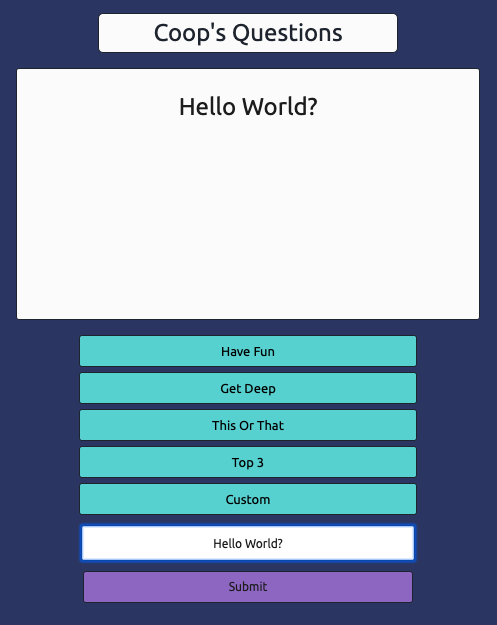 Coop's Questions
Hello World?
Have Fun
Get Deep
This Or That
Top 3
Custom
Hello World?
Submit